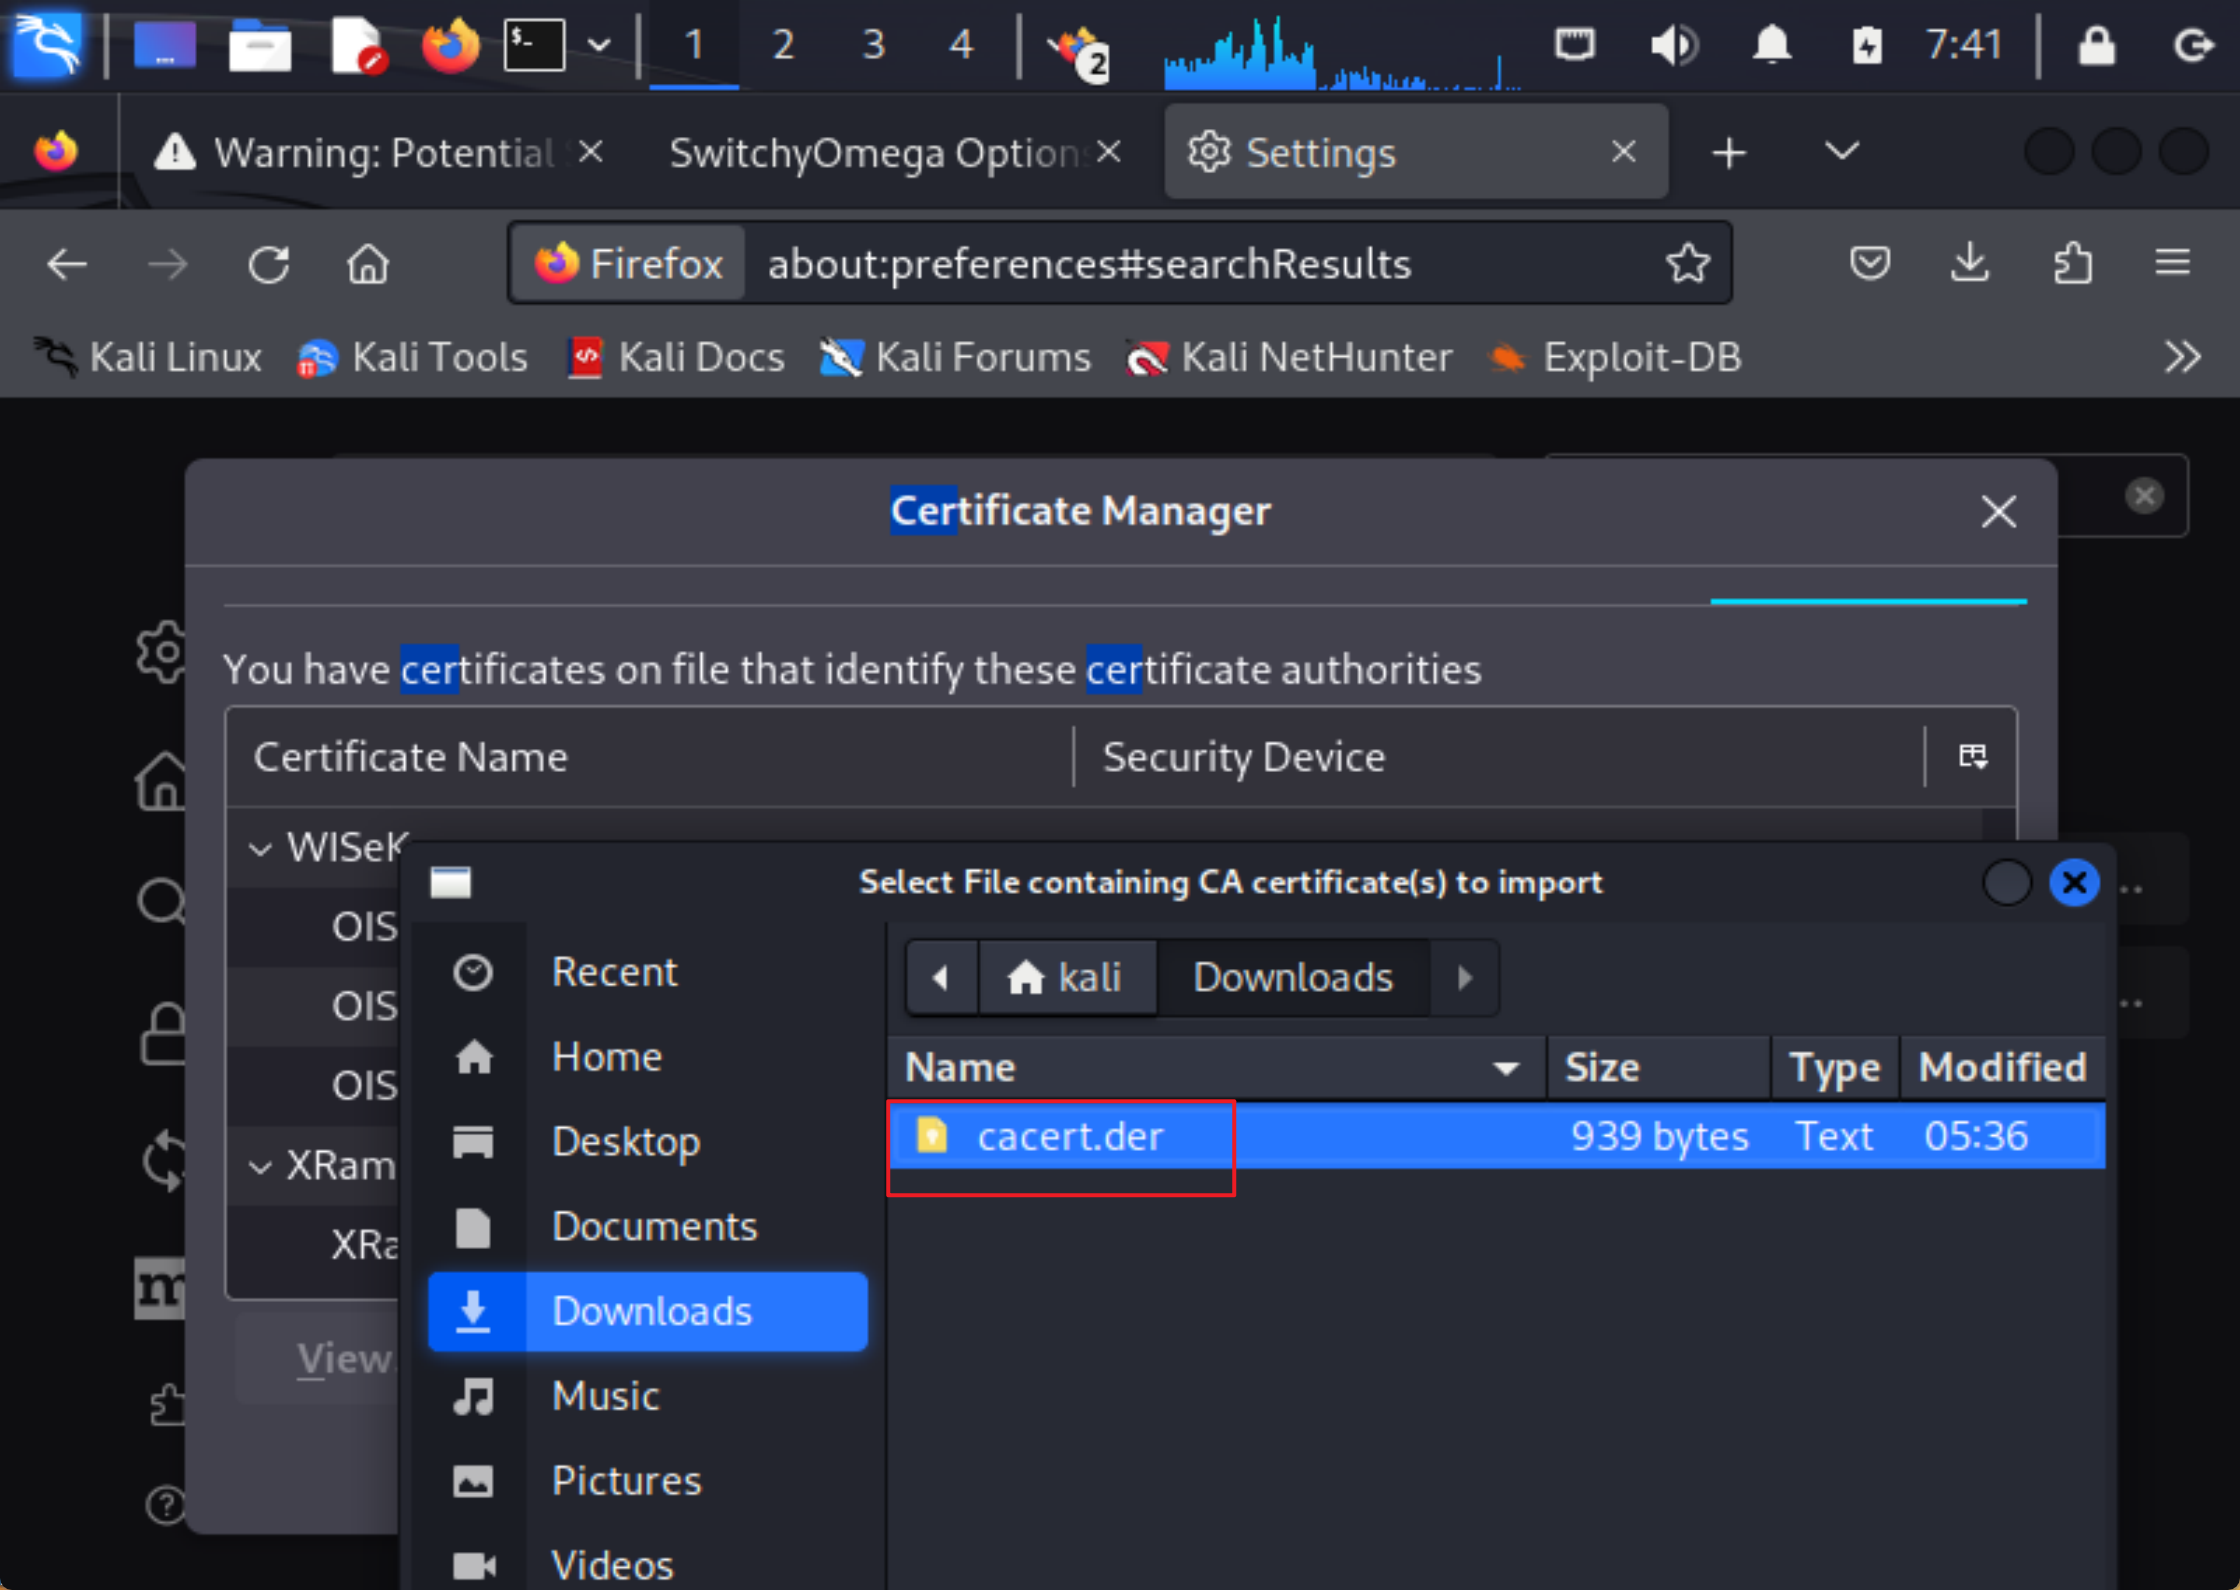 $-
1
2
3
4
2
7:41
Warning: Potential
SwitchyOmega Options
Settings
Firefox
about:preferences#searchResults
Kali Linux
Kali Tools
Kali Docs
Kali Forums
Kali NetHunter
Exploit-DB
Certificate Manager
You have certificates on file that identify these certificate authorities
Certificate Name
Security Device
WISeK
OIS
OIS
OIS
XRam
XRa
View.
m
Select File containing CA certificate(s) to import
Recent
Home
Desktop
Documents
Downloads
Music
Pictures
Videos
kali
Downloads
Name
Size
Type
Modified
cacert.der
939 bytes
Text
05:36